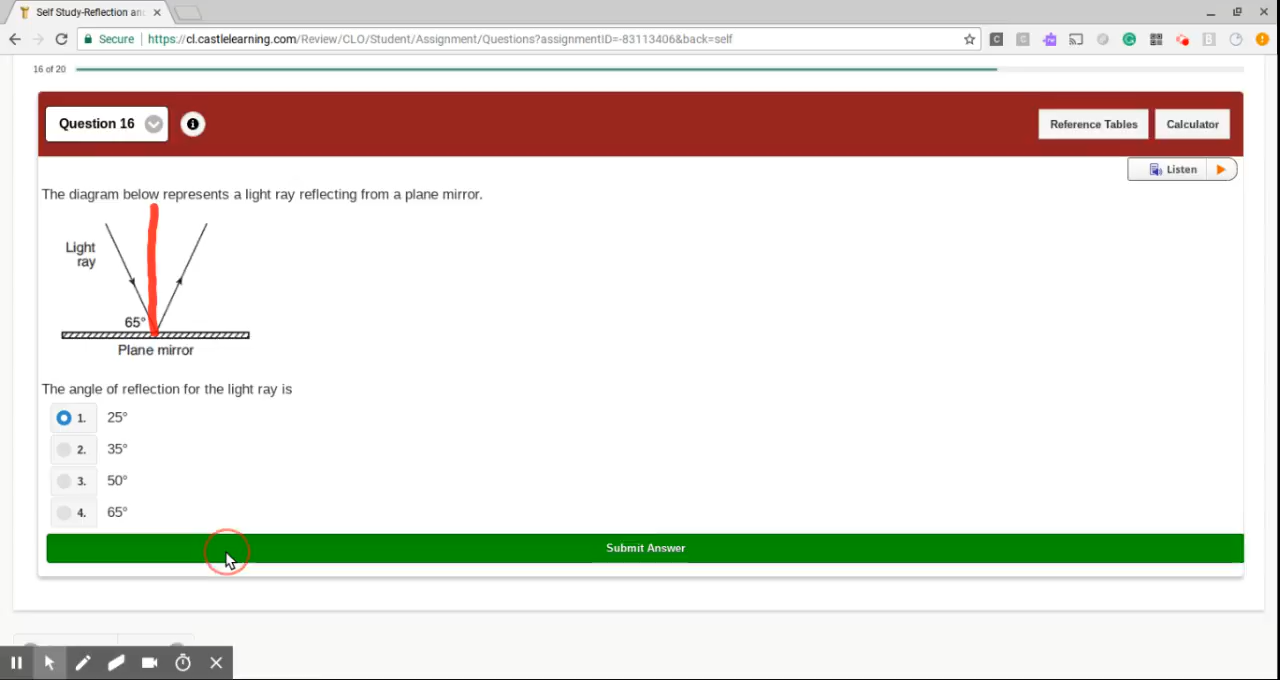 Self Study-Reflection an
Secure https://cl.castlelearning.com/Review/CLO/Student/Assignment/Questions?assignmentID=-83113406&back=self
16 of 20
Question 16
Reference Tables
Calculator
Listen
The diagram below represents a light ray reflecting from a plane mirror.
Light
ray
65°
Plane mirror
The angle of reflection for the light ray is
1. 25°
2. 35°
3. 50°
4. 65°
Submit Answer